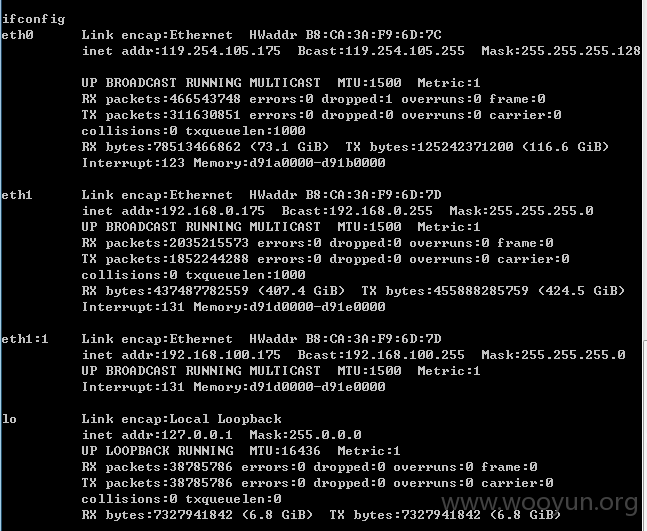 ifconfig
eth0 Link encap:Ethernet HWaddr B8:CA:3A:F9:6D:7C
inet addr:119.254.105.175 Bcast:119.254.105.255 Mask:255.255.255.128
UP BROADCAST RUNNING MULTICAST MTU:1500 Metric:1
RX packets:466543748 errors:0 dropped:1 overruns:0 frame:0
TX packets:311630851 errors:0 dropped:0 overruns:0 carrier:0
collisions:0 txqueuelen:1000
RX bytes:78513466862 (73.1 GiB) TX bytes:125242371200 (116.6 GiB)
Interrupt:123 Memory:d91a0000-d91b0000
eth1 Link encap:Ethernet HWaddr B8:CA:3A:F9:6D:7D
inet addr:192.168.0.175 Bcast:192.168.0.255 Mask:255.255.255.0
UP BROADCAST RUNNING MULTICAST MTU:1500 Metric:1
RX packets:2035215573 errors:0 dropped:0 overruns:0 frame:0
TX packets:1852244288 errors:0 dropped:0 overruns:0 carrier:0
collisions:0 txqueuelen:1000
RX bytes:437487782559 (407.4 GiB) TX bytes:455888285759 (424.5 GiB)
Interrupt:131 Memory:d91d0000-d91e0000
eth1:1 Link encap:Ethernet HWaddr B8:CA:3A:F9:6D:7D
inet addr:192.168.100.175 Bcast:192.168.100.255 Mask:255.255.255.0
UP BROADCAST RUNNING MULTICAST MTU:1500 Metric:1
Interrupt:131 Memory:d91d0000-d91e0000
lo Link encap:Local Loopback
inet addr:127.0.0.1 Mask:255.0.0.0
UP LOOPBACK RUNNING MTU:16436 Metric:1
RX packets:38785786 errors:0 dropped:0 overruns:0 frame:0
TX packets:38785786 errors:0 dropped:0 overruns:0 carrier:0
collisions:0 txqueuelen:0
RX bytes:7327941842 (6.8 GiB) TX bytes:7327941842 (6.8 GiB)
www.wooyun.org